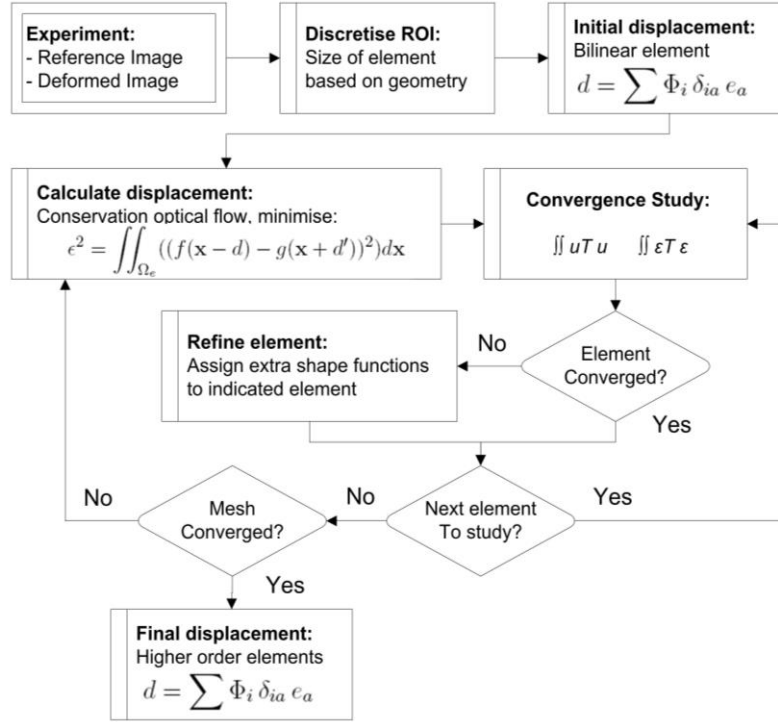 Experiment:
- Reference Image
- Deformed Image
Discretise ROI:
Size of element
based on geometry
Initial displacement:
Bilinear element
d = ∑ Φᵢ δᵢₐ eₐ
Calculate displacement:
Conservation optical flow, minimise:
ϵ² = ∬_Ωₑ ((f(x − d) − g(x + d′))²)dx
Convergence Study:
∬ uT u ∬ εT ε
Refine element:
Assign extra shape functions
to indicated element
No
Element
Converged?
Yes
No
Mesh
Converged?
No
Next element
To study?
Yes
Yes
Final displacement:
Higher order elements
d = ∑ Φᵢ δᵢₐ eₐ